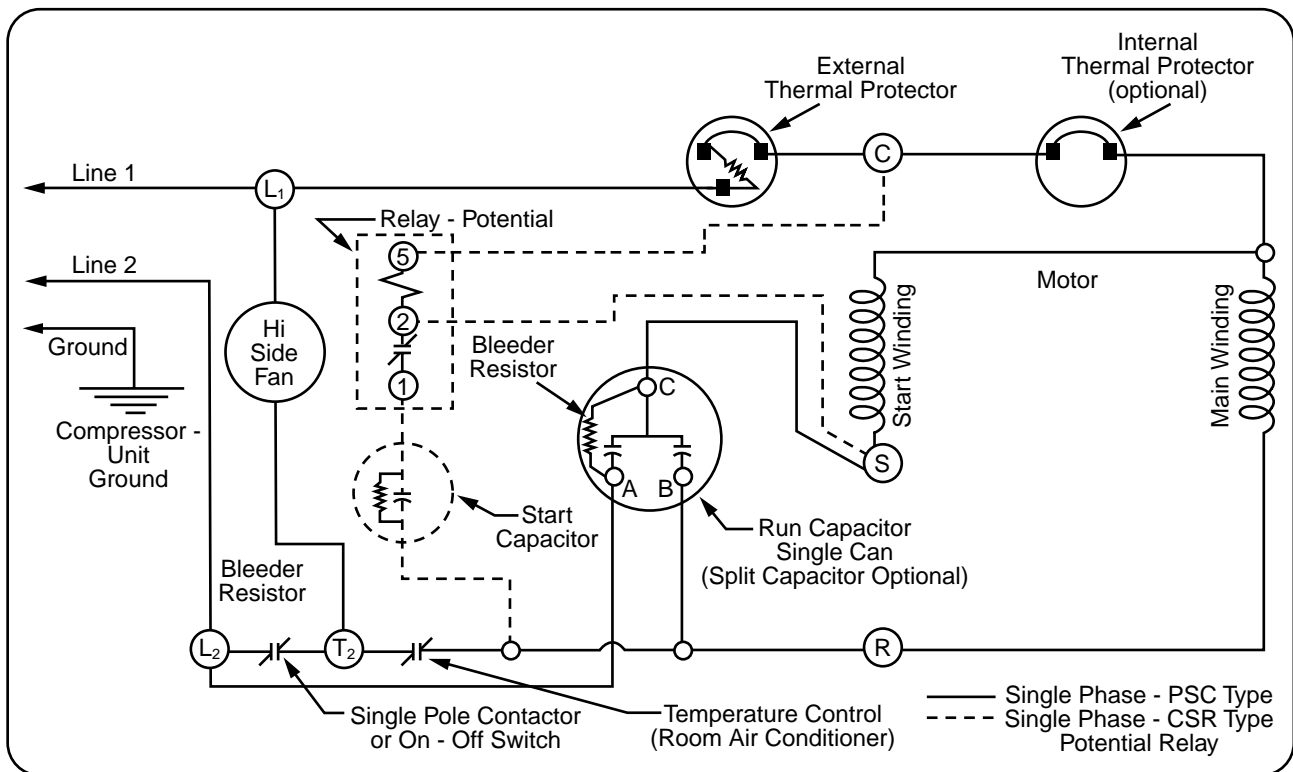 External
Thermal Protector
Internal
Thermal Protector
(optional)
Line 1
L₁
C
Relay - Potential
5
Line 2
Motor
2
Hi
Side
Fan
Ground
Bleeder
Resistor
1
C
Start Winding
Main Winding
Compressor -
Unit
Ground
S
A
B
Start
Capacitor
Run Capacitor
Single Can
(Split Capacitor Optional)
Bleeder
Resistor
L₂
T₂
R
Single Pole Contactor
or On - Off Switch
Temperature Control
(Room Air Conditioner)
Single Phase - PSC Type
Single Phase - CSR Type
Potential Relay